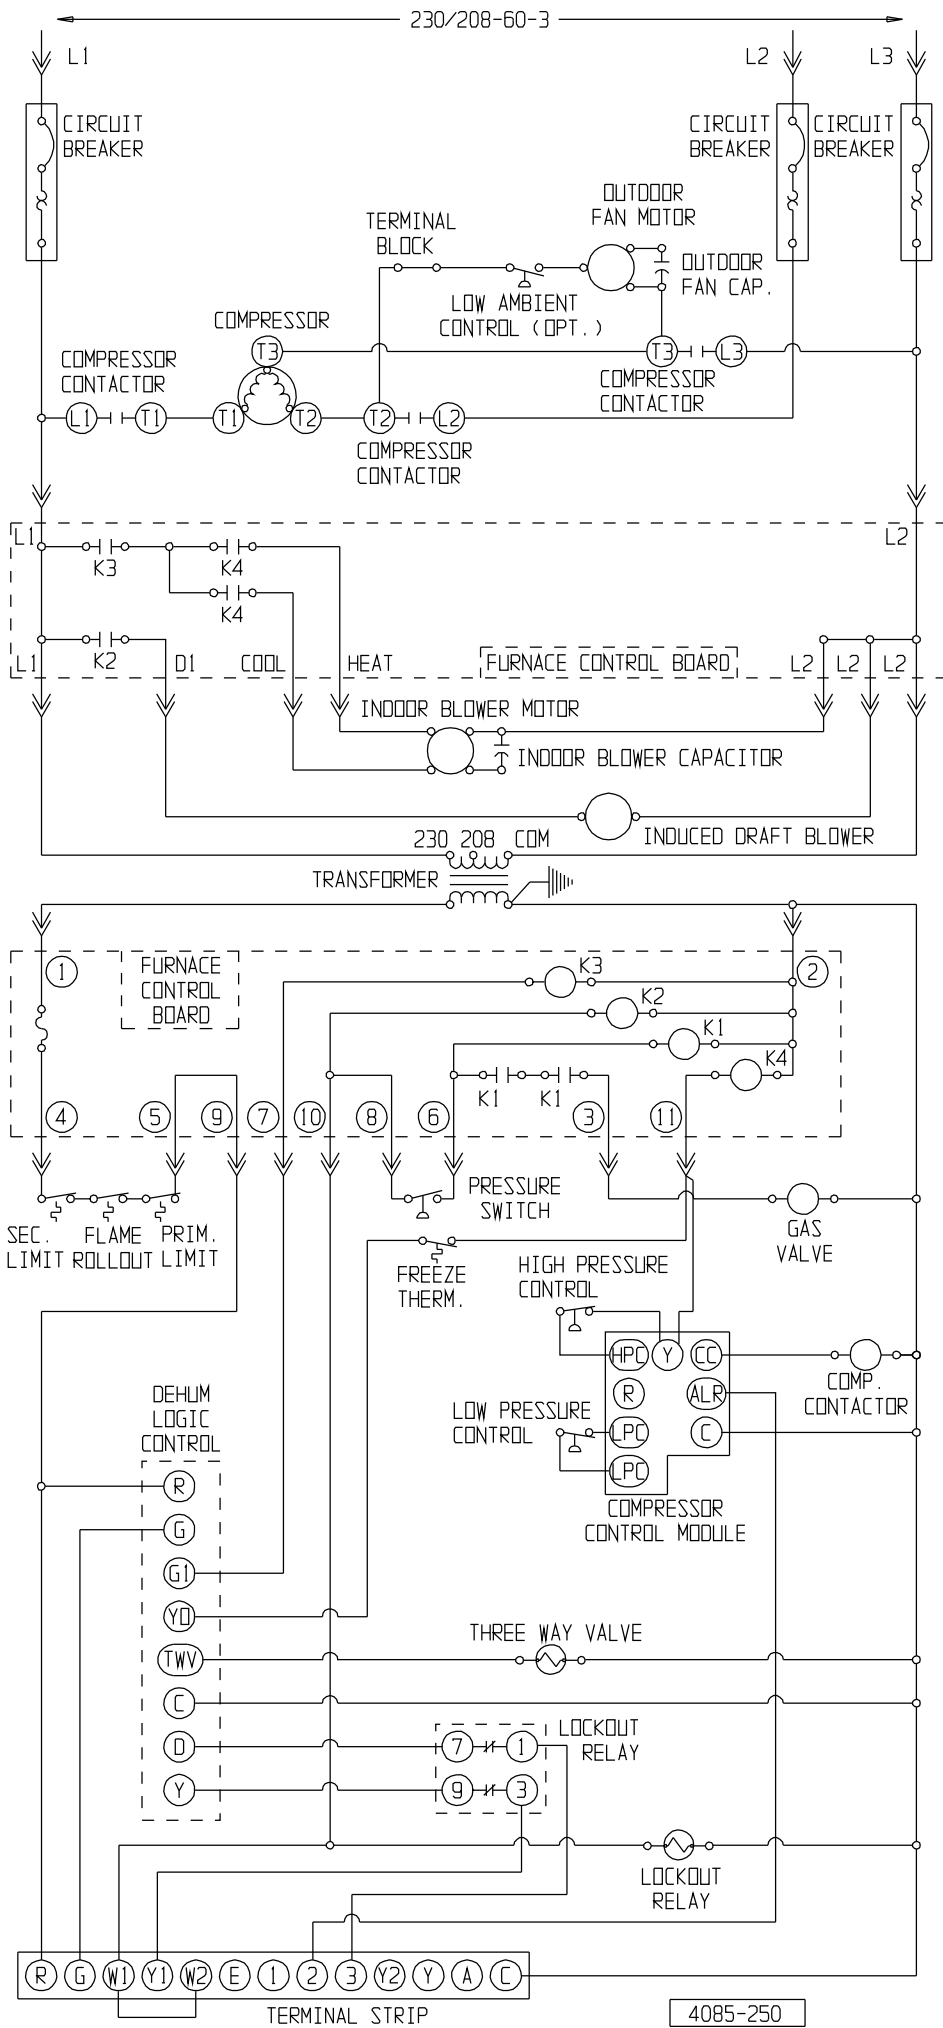 230/208-60-3
L1
L2
L3
CIRCUIT
BREAKER
CIRCUIT
BREAKER
CIRCUIT
BREAKER
OUTDOOR
FAN MOTOR
TERMINAL
BLOCK
OUTDOOR
FAN CAP.
LOW AMBIENT
CONTROL (OPT.)
COMPRESSOR
T3
T3
L3
COMPRESSOR
CONTACTOR
COMPRESSOR
CONTACTOR
L1
T1
T1
T2
T2
L2
COMPRESSOR
CONTACTOR
L1
L2
K3
K4
K4
L1
K2
D1
COOL
HEAT
FURNACE CONTROL BOARD
L2
L2
L2
INDOOR BLOWER MOTOR
INDOOR BLOWER CAPACITOR
INDUCED DRAFT BLOWER
230 208 COM
TRANSFORMER
1
FURNACE
CONTROL
BOARD
K3
2
K2
K1
K4
K1
K1
4
5
9
7
10
8
6
3
11
PRESSURE
SWITCH
SEC.
LIMIT
FLAME
ROLLOUT
PRIM.
LIMIT
GAS
VALVE
FREEZE
THERM.
HIGH PRESSURE
CONTROL
HPC
Y
CC
COMP.
CONTACTOR
R
ALR
LOW PRESSURE
CONTROL
LPC
C
LPC
COMPRESSOR
CONTROL MODULE
DEHUM
LOGIC
CONTROL
R
G
G1
YO
TWV
THREE WAY VALVE
C
D
7
1
LOCKOUT
RELAY
Y
9
3
LOCKOUT
RELAY
R
G
W1
Y1
W2
E
1
2
3
Y2
Y
A
C
TERMINAL STRIP
4085-250